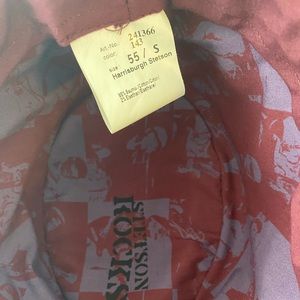 Art.-No. 241366
color. 143
size 55 / S
Harrisburgh Stetson
STETSON
ROCKS